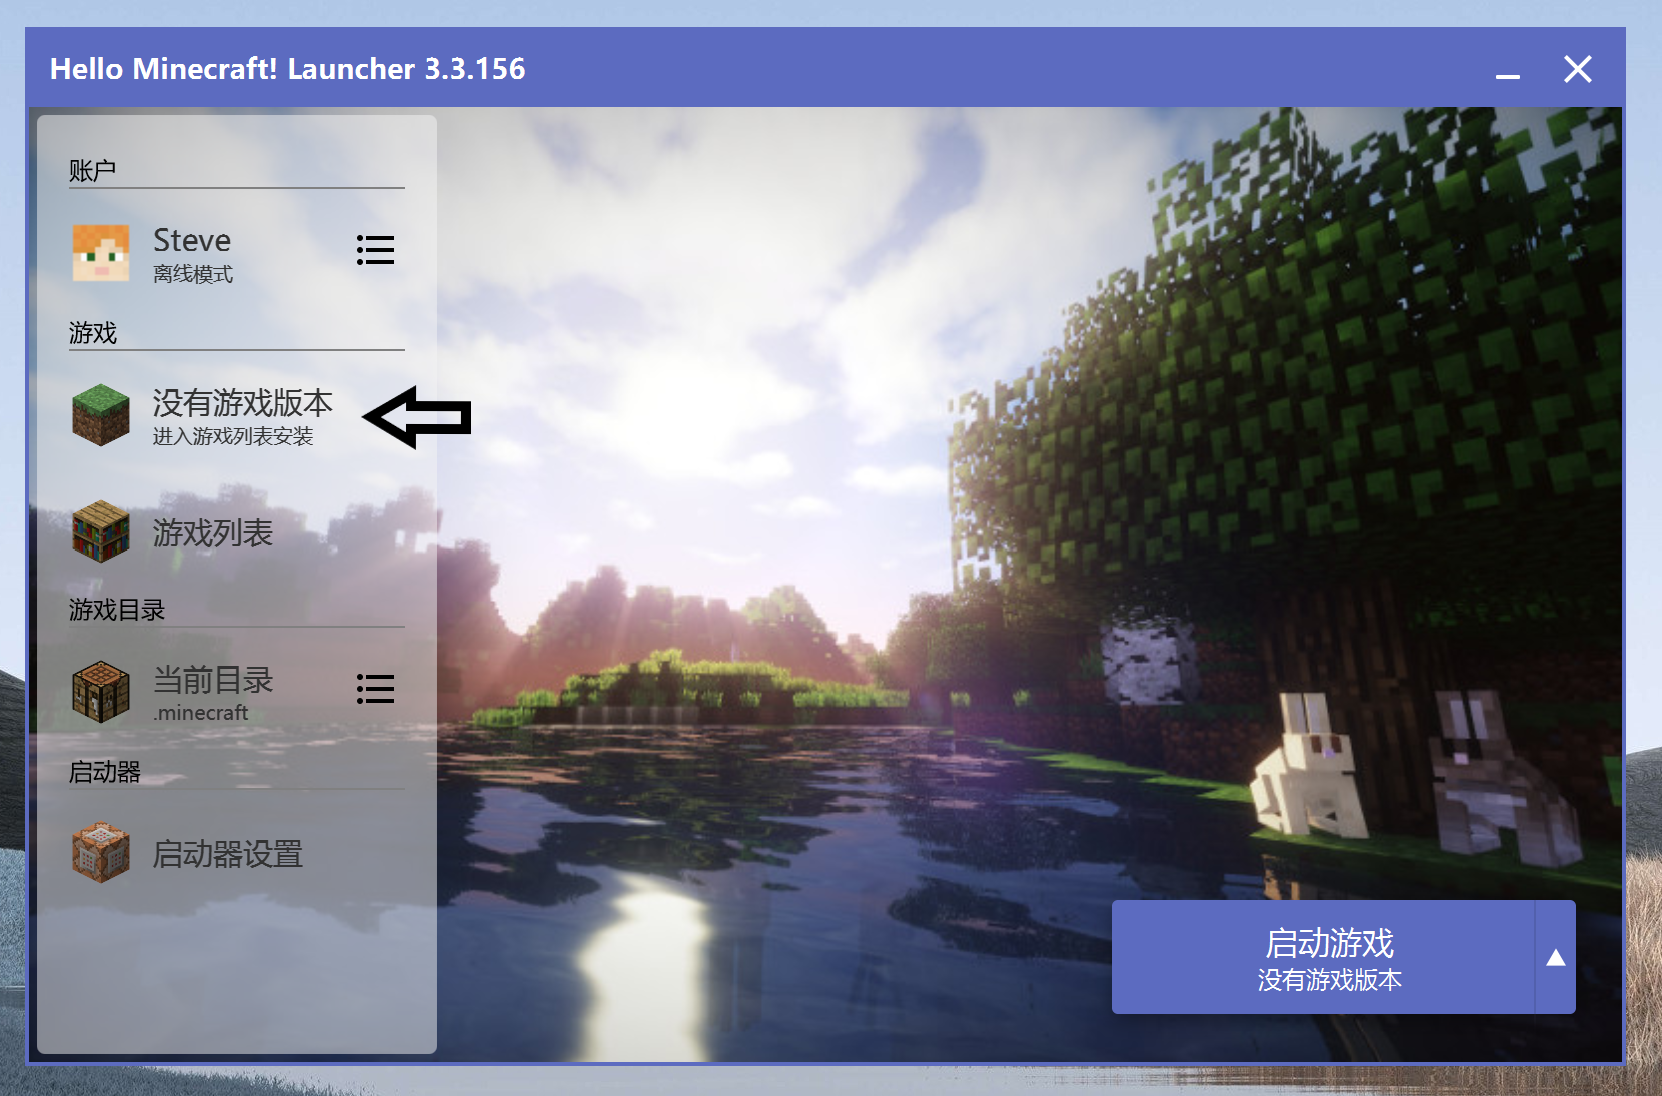 Hello Minecraft! Launcher 3.3.156
账户
Steve
离线模式
游戏
没有游戏版本
进入游戏列表安装
游戏列表
游戏目录
当前目录
.minecraft
启动器
启动器设置
启动游戏
没有游戏版本